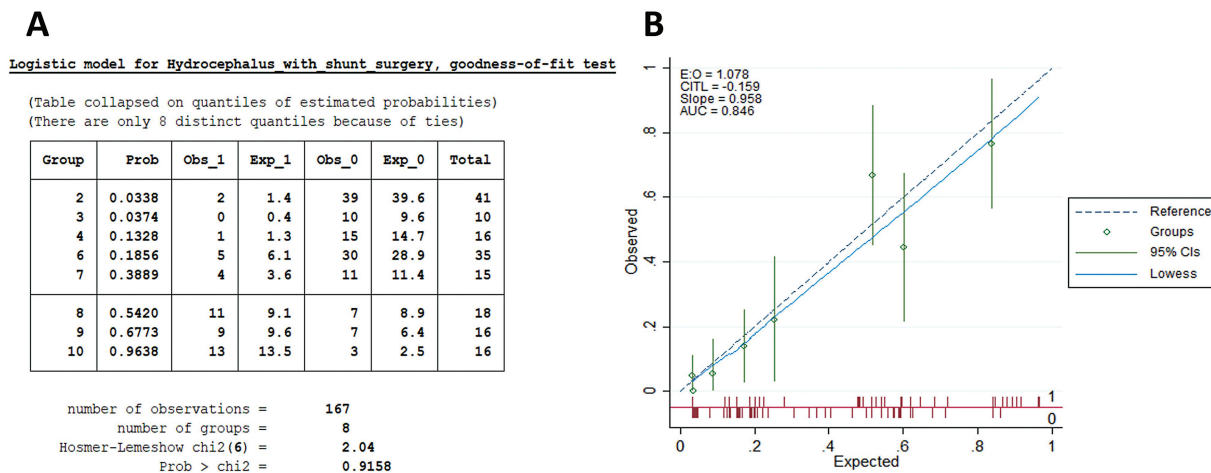 A
Logistic model for Hydrocephalus_with_shunt_surgery, goodness-of-fit test
(Table collapsed on quantiles of estimated probabilities)
(There are only 8 distinct quantiles because of ties)
Group Prob Obs_1 Exp_1 Obs_0 Exp_0 Total
2 0.0338 2 1.4 39 39.6 41
3 0.0374 0 0.4 10 9.6 10
4 0.1328 1 1.3 15 14.7 16
6 0.1856 5 6.1 30 28.9 35
7 0.3889 4 3.6 11 11.4 15
8 0.5420 11 9.1 7 8.9 18
9 0.6773 9 9.6 7 6.4 16
10 0.9638 13 13.5 3 2.5 16
number of observations = 167
number of groups = 8
Hosmer-Lemeshow chi2(6) = 2.04
Prob > chi2 = 0.9158
B
E:O = 1.078
CITL = -0.159
Slope = 0.958
AUC = 0.846
Observed
1
.8
.6
.4
.2
0
1
0
0 .2 .4 .6 .8 1
Expected
Reference
Groups
95% CIs
Lowess